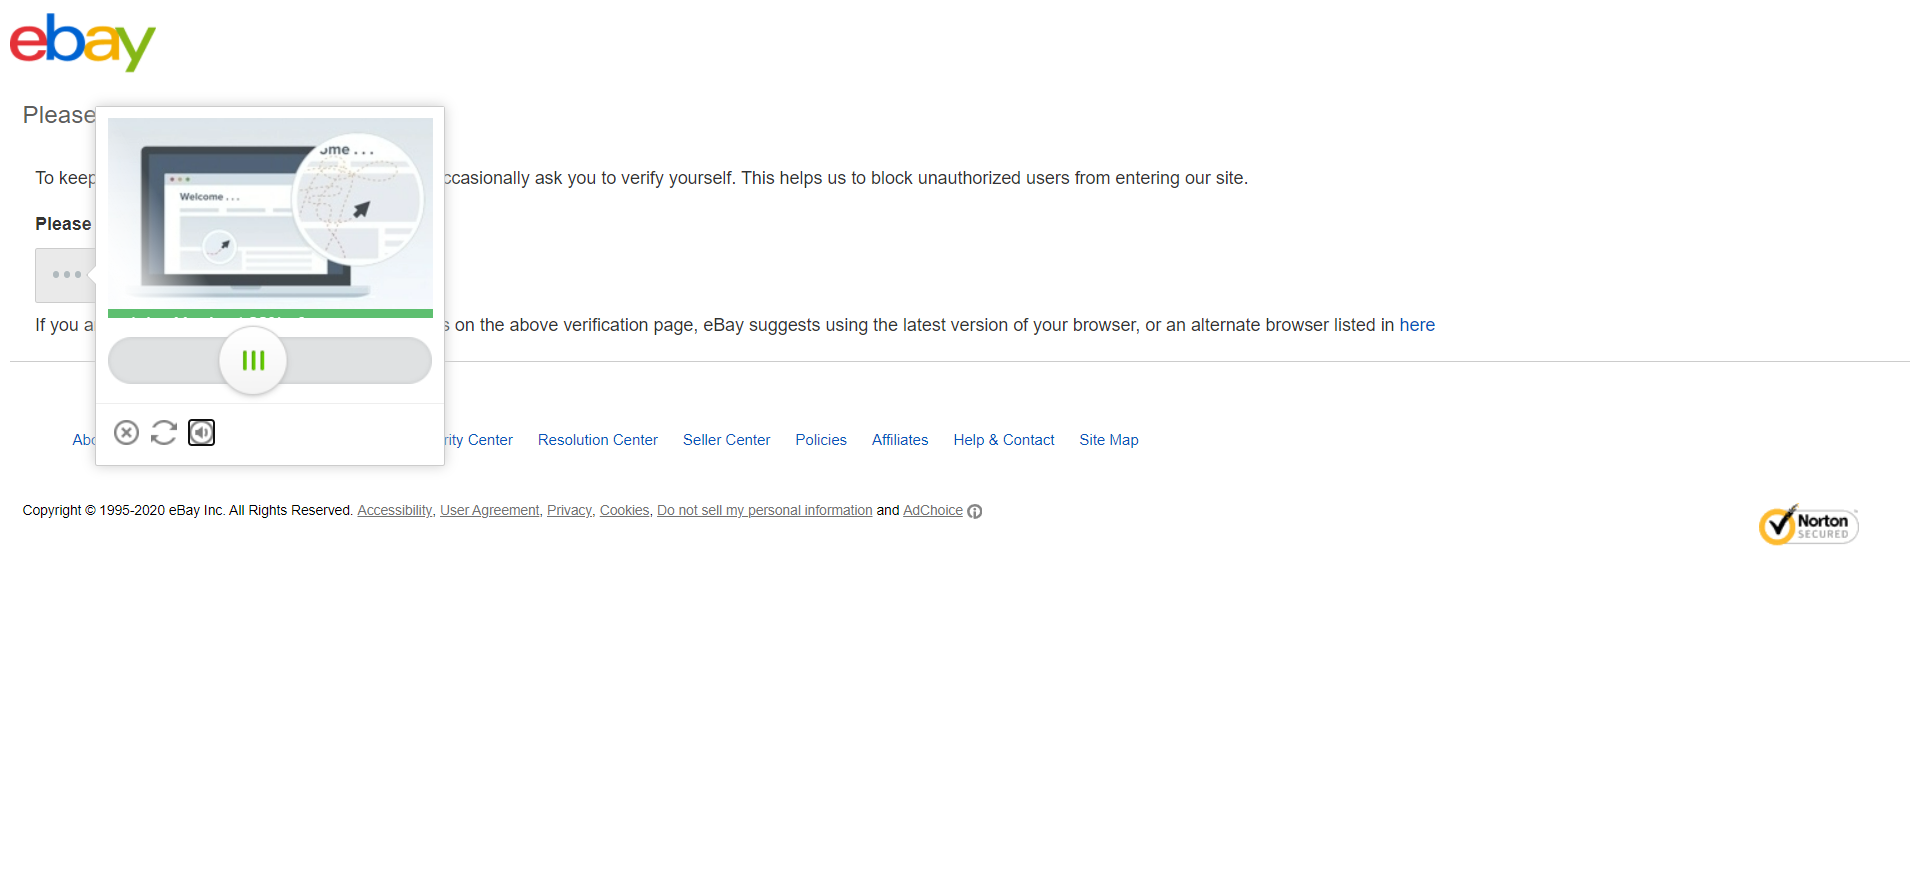 ebay
Please
ome . . .
Welcome . . .
To keep
ccasionally ask you to verify yourself. This helps us to block unauthorized users from entering our site.
Please
If you a
s on the above verification page, eBay suggests using the latest version of your browser, or an alternate browser listed in here
Abo
rity Center Resolution Center Seller Center Policies Affiliates Help & Contact Site Map
Copyright © 1995-2020 eBay Inc. All Rights Reserved. Accessibility, User Agreement, Privacy, Cookies, Do not sell my personal information and AdChoice
Norton
SECURED